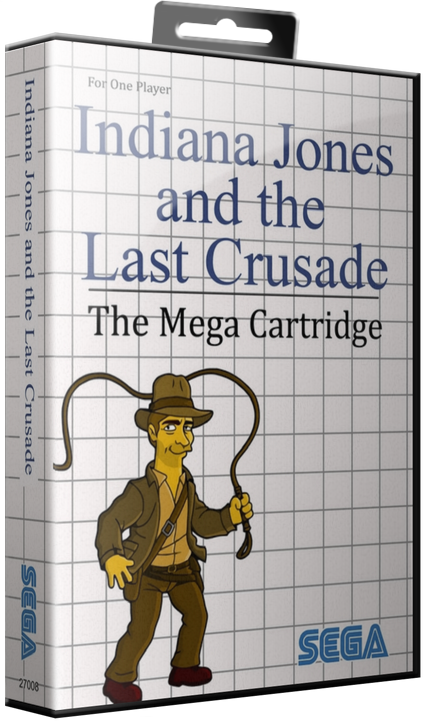 For One Player
Indiana Jones
and the
Last Crusade
The Mega Cartridge
SEGA
Indiana Jones and the Last Crusade
SEGA
27008